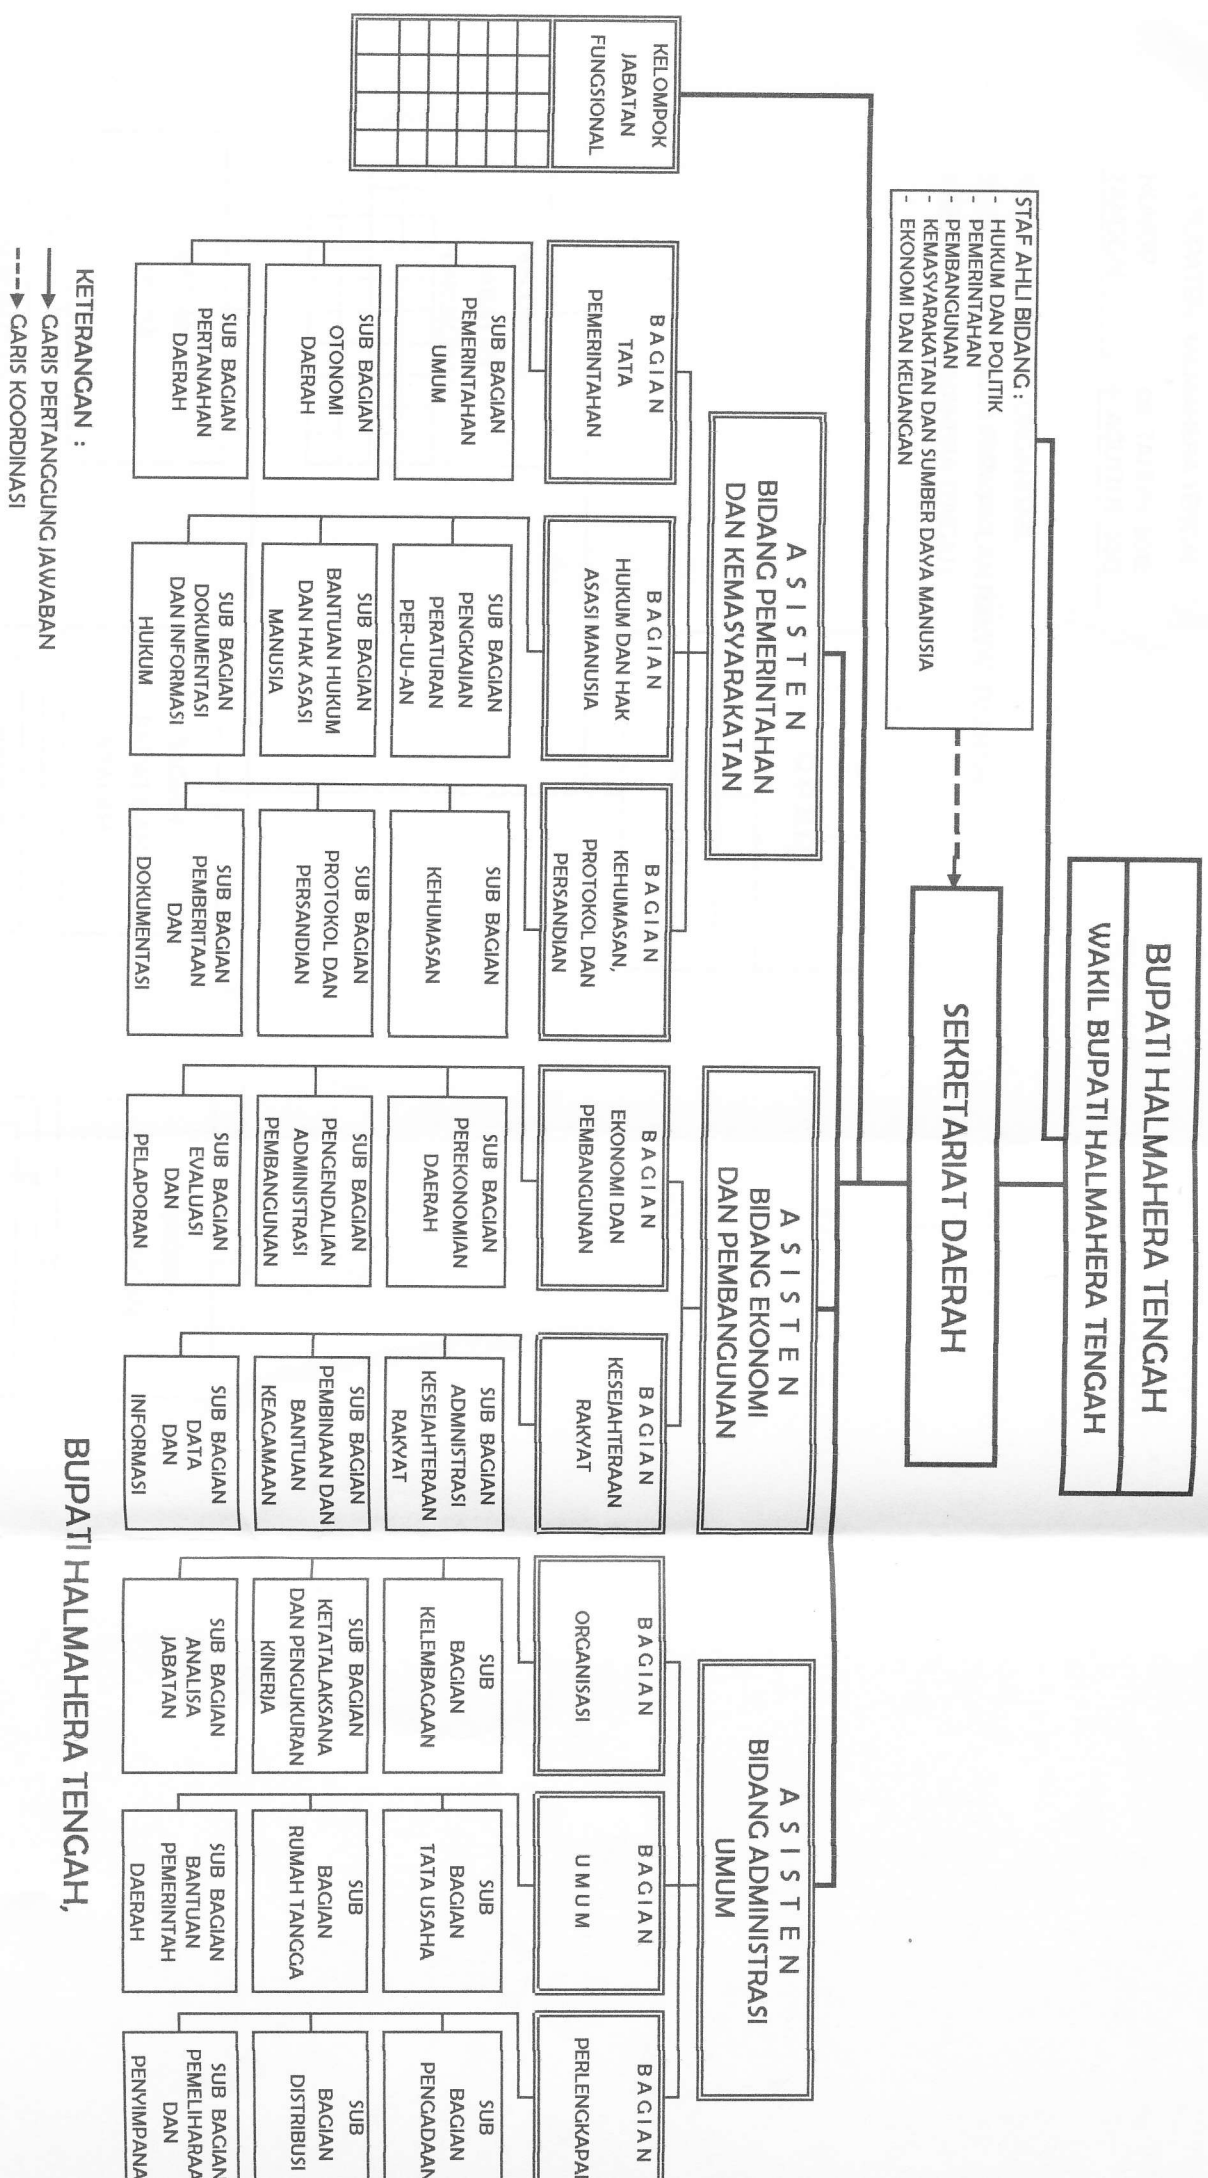 BUPATI HALMAHERA TENGAH
WAKIL BUPATI HALMAHERA TENGAH
SEKRETARIAT DAERAH
STAF AHLI BIDANG :
- HUKUM DAN POLITIK
- PEMERINTAHAN
- PEMBANGUNAN
- KEMASYARAKATAN DAN SUMBER DAYA MANUSIA
- EKONOMI DAN KEUANGAN
KELOMPOK
JABATAN
FUNGSIONAL
A S I S T E N
BIDANG PEMERINTAHAN
DAN KEMASYARAKATAN
A S I S T E N
BIDANG EKONOMI
DAN PEMBANGUNAN
A S I S T E N
BIDANG ADMINISTRASI
UMUM
B A G I A N
TATA
PEMERINTAHAN
SUB BAGIAN
PEMERINTAHAN
UMUM
SUB BAGIAN
OTONOMI
DAERAH
SUB BAGIAN
PERTANAHAN
DAERAH
B A G I A N
HUKUM DAN HAK
ASASI MANUSIA
SUB BAGIAN
PENGKAJIAN
PERATURAN
PER-UU-AN
SUB BAGIAN
BANTUAN HUKUM
DAN HAK ASASI
MANUSIA
SUB BAGIAN
DOKUMENTASI
DAN INFORMASI
HUKUM
B A G I A N
KEHUMASAN,
PROTOKOL DAN
PERSANDIAN
SUB BAGIAN
KEHUMASAN
SUB BAGIAN
PROTOKOL DAN
PERSANDIAN
SUB BAGIAN
PEMBERITAAN
DAN
DOKUMENTASI
B A G I A N
EKONOMI DAN
PEMBANGUNAN
SUB BAGIAN
PEREKONOMIAN
DAERAH
SUB BAGIAN
PENGENDALIAN
ADMINISTRASI
PEMBANGUNAN
SUB BAGIAN
EVALUASI
DAN
PELAPORAN
B A G I A N
KESEJAHTERAAN
RAKYAT
SUB BAGIAN
ADMNISTRASI
KESEJAHTERAAN
RAKYAT
SUB BAGIAN
PEMBINAAN DAN
BANTUAN
KEAGAMAAN
SUB BAGIAN
DATA
DAN
INFORMASI
B A G I A N
ORGANISASI
SUB
BAGIAN
KELEMBAGAAN
SUB BAGIAN
KETATALAKSANA
DAN PENGUKURAN
KINERJA
SUB BAGIAN
ANALISA
JABATAN
B A G I A N
U M U M
SUB
BAGIAN
TATA USAHA
SUB
BAGIAN
RUMAH TANGGA
SUB BAGIAN
BANTUAN
PEMERINTAH
DAERAH
B A G I A N
PERLENGKAPA
SUB
BAGIAN
PENGADAAN
SUB
BAGIAN
DISTRIBUSI
SUB BAGIAN
PEMELIHARAA
DAN
PENYIMPANA
KETERANGAN :
GARIS PERTANGGUNG JAWABAN
GARIS KOORDINASI
BUPATI HALMAHERA TENGAH,